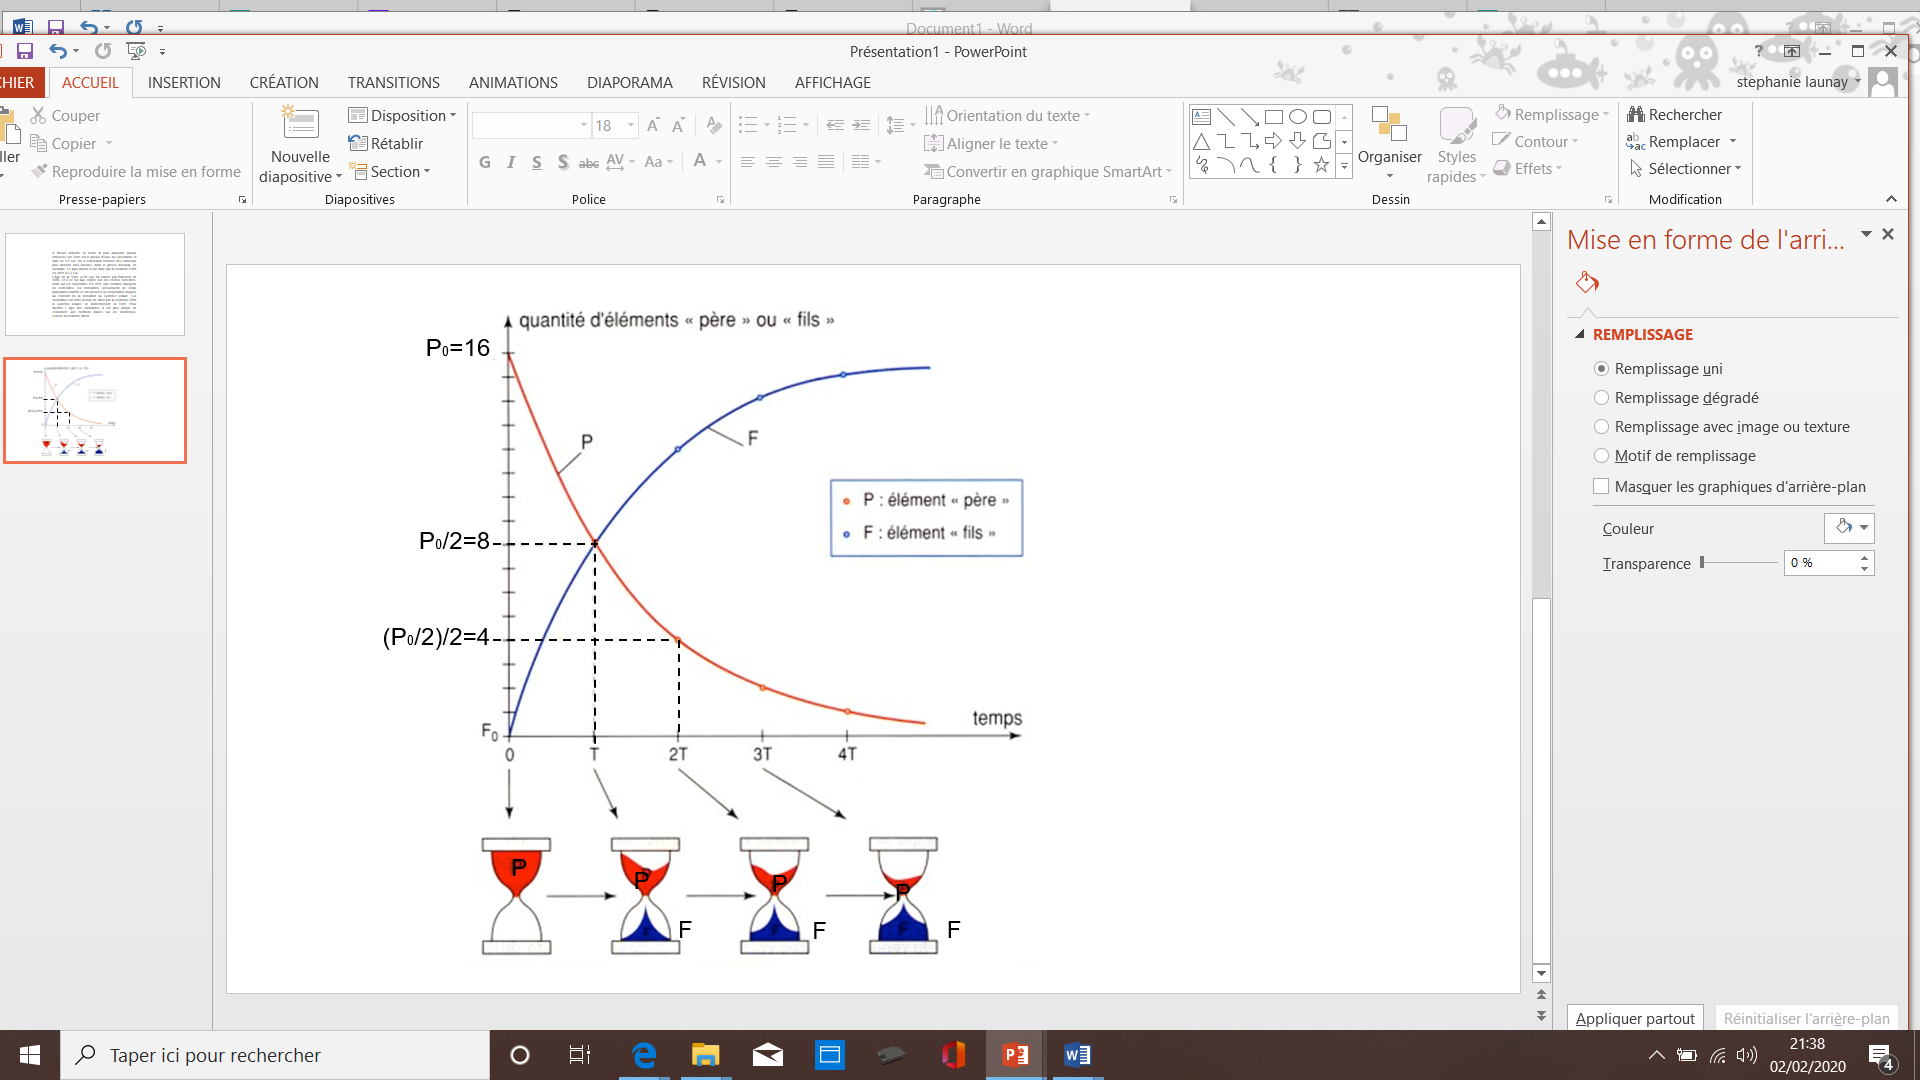 Document1 - Word
Présentation1 - PowerPoint
?
CHIER
ACCUEIL
INSERTION
CRÉATION
TRANSITIONS
ANIMATIONS
DIAPORAMA
RÉVISION
AFFICHAGE
stephanie launay
ller
Couper
Copier
Reproduire la mise en forme
Presse-papiers
Nouvelle
diapositive
Disposition
Rétablir
Section
Diapositives
18
G I S S abc AV Aa A
Police
Orientation du texte
Aligner le texte
Convertir en graphique SmartArt
Paragraphe
Organiser
Styles
rapides
Remplissage
Contour
Effets
Dessin
Rechercher
Remplacer
Sélectionner
Modification
quantité d'éléments « père » ou « fils »
P0=16
P
F
P : élément « père »
F : élément « fils »
P0/2=8
(P0/2)/2=4
F0
temps
0 T 2T 3T 4T
P P P P
F F F
Mise en forme de l'arri...
REMPLISSAGE
Remplissage uni
Remplissage dégradé
Remplissage avec image ou texture
Motif de remplissage
Masquer les graphiques d'arrière-plan
Couleur
Transparence
0 %
Appliquer partout
Réinitialiser l'arrière-plan
Taper ici pour rechercher
21:38
02/02/2020
4